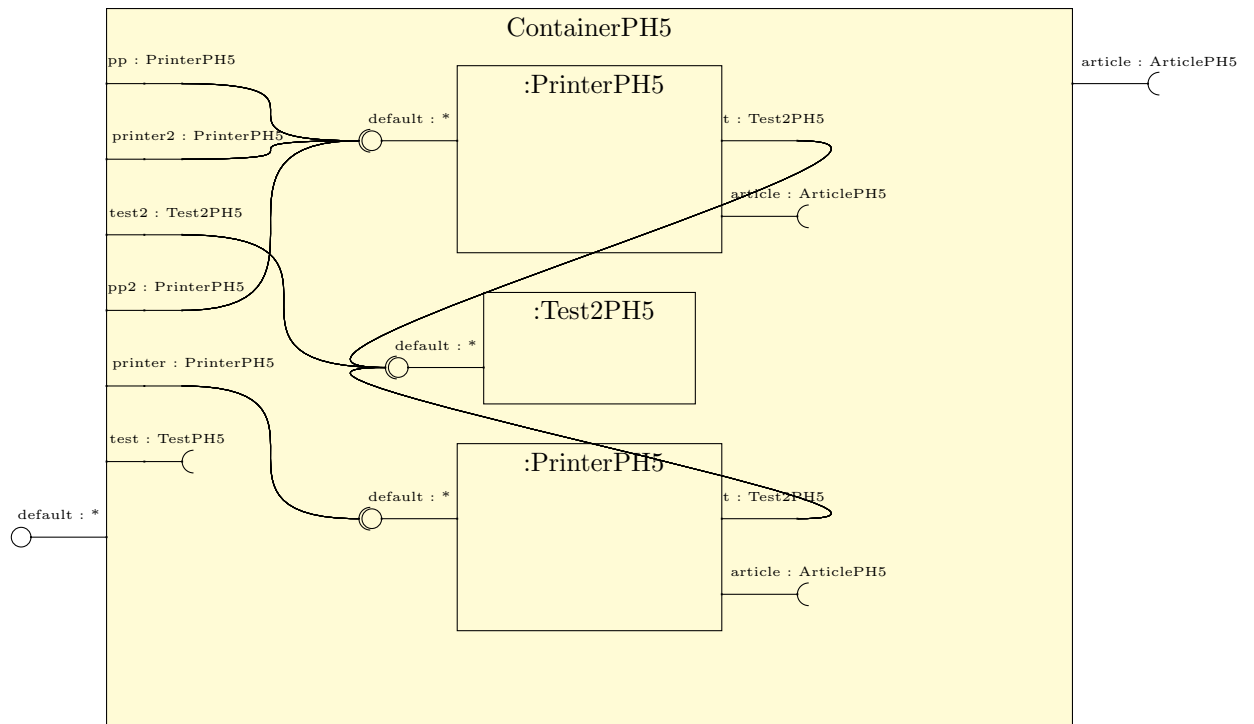 ContainerPH5
pp : PrinterPH5
article : ArticlePH5
:PrinterPH5
default : *
t : Test2PH5
printer2 : PrinterPH5
article : ArticlePH5
test2 : Test2PH5
pp2 : PrinterPH5
:Test2PH5
default : *
printer : PrinterPH5
test : TestPH5
:PrinterPH5
default : *
t : Test2PH5
default : *
article : ArticlePH5